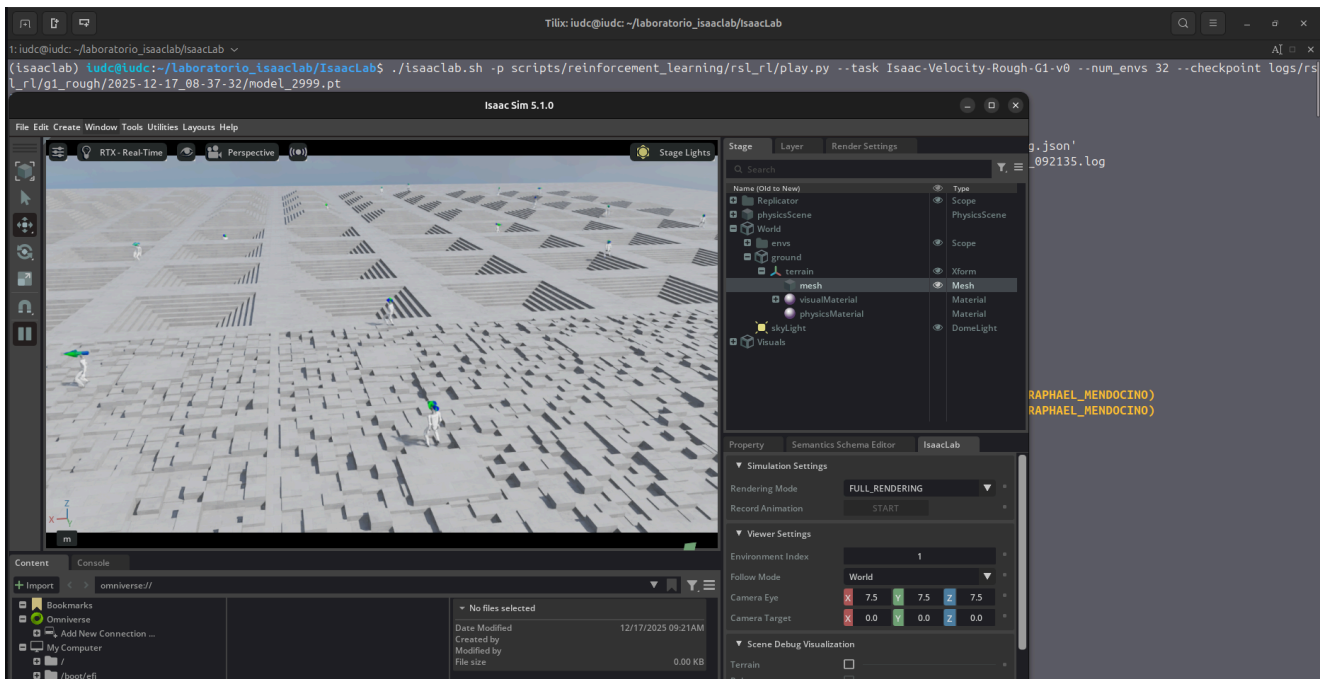 Tilix: iudc@iudc: ~/laboratorio_isaaclab/IsaacLab
1: iudc@iudc: ~/laboratorio_isaaclab/IsaacLab
(isaaclab) iudc@iudc:~/laboratorio_isaaclab/IsaacLab$ ./isaaclab.sh -p scripts/reinforcement_learning/rsl_rl/play.py --task Isaac-Velocity-Rough-G1-v0 --num_envs 32 --checkpoint logs/rs
l_rl/g1_rough/2025-12-17_08-37-32/model_2999.pt
Isaac Sim 5.1.0
File Edit Create Window Tools Utilities Layouts Help
RTX - Real-Time
Perspective
Stage Lights
Z
X
Y
m
Stage Layer Render Settings
Search
Name (Old to New) Type
Replicator Scope
physicsScene PhysicsScene
World
envs Scope
ground
terrain Xform
mesh Mesh
visualMaterial Material
physicsMaterial Material
skyLight DomeLight
Visuals
g.json'
_092135.log
RAPHAEL_MENDOCINO)
RAPHAEL_MENDOCINO)
Property Semantics Schema Editor IsaacLab
Simulation Settings
Rendering Mode FULL_RENDERING
Record Animation START
Viewer Settings
Environment Index 1
Follow Mode World
Camera Eye X 7.5 Y 7.5 Z 7.5
Camera Target X 0.0 Y 0.0 Z 0.0
Scene Debug Visualization
Terrain
Content Console
+ Import omniverse://
Bookmarks
Omniverse
Add New Connection ...
My Computer
/
/boot/efi
No files selected
Date Modified 12/17/2025 09:21AM
Created by
Modified by
File size 0.00 KB